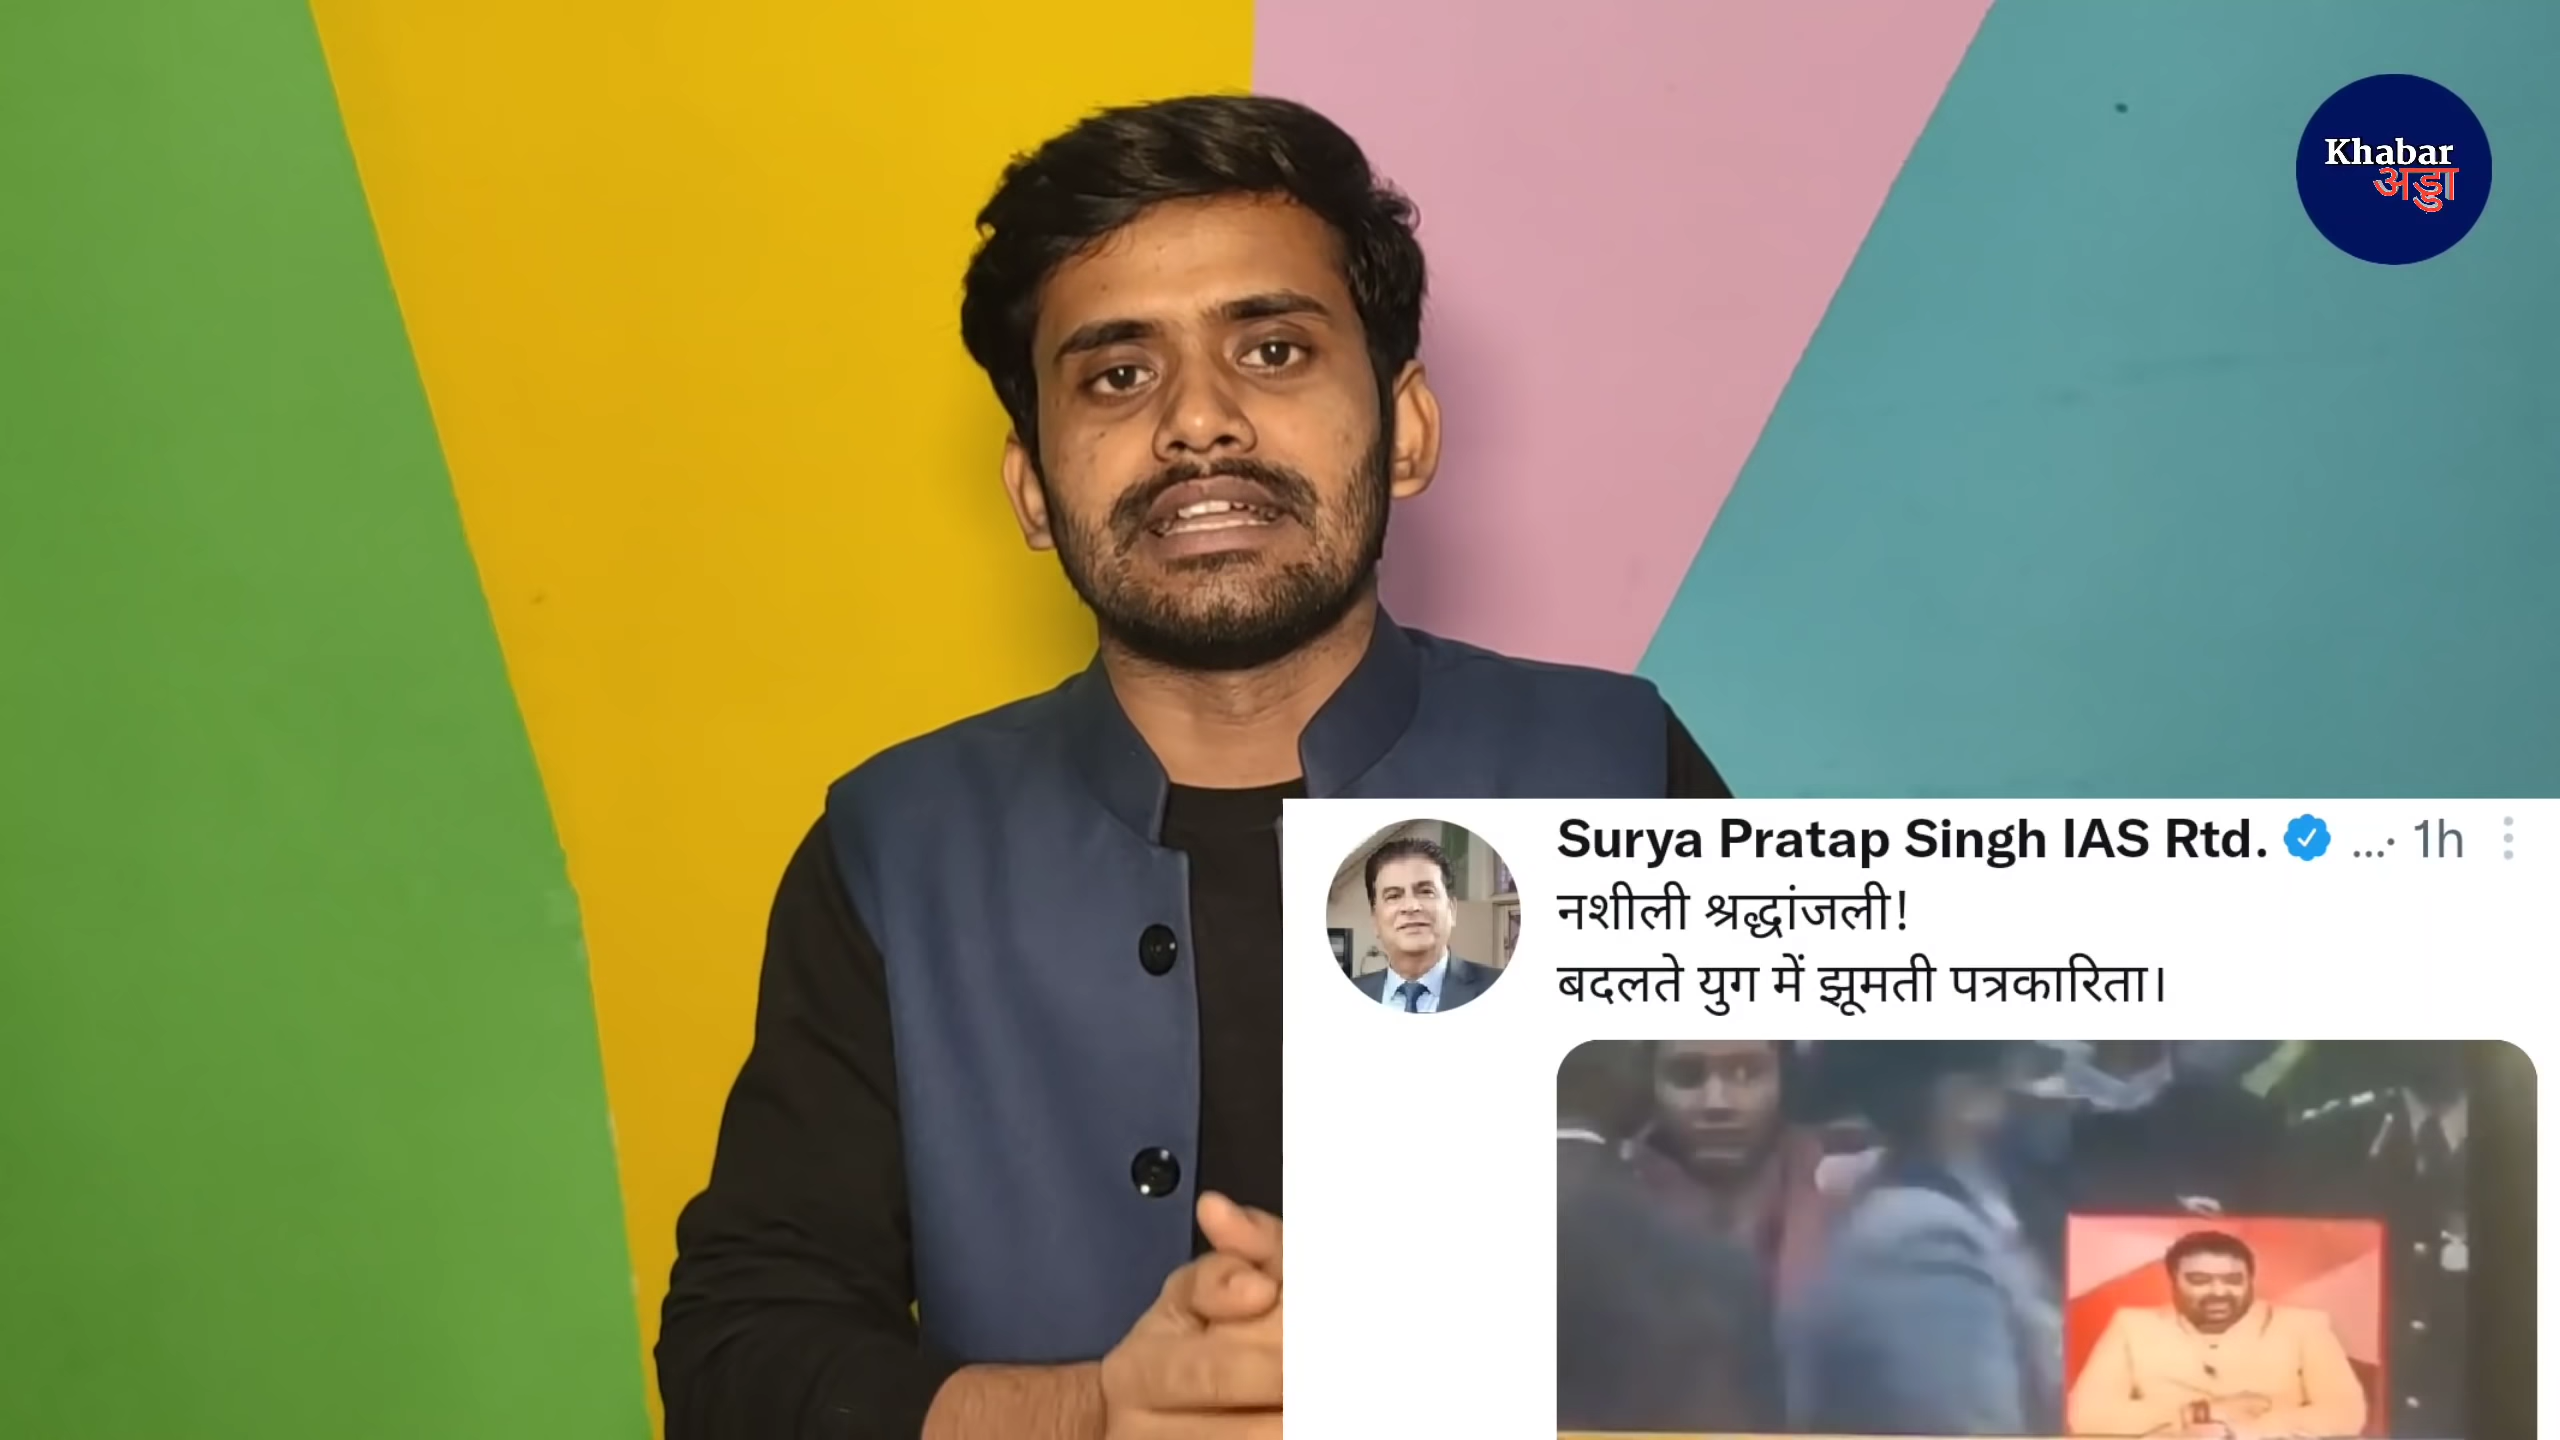 Khabar
अड्डा
Surya Pratap Singh IAS Rtd. ... · 1h
नशीली श्रद्धांजली!
बदलते युग में झूमती पत्रकारिता।